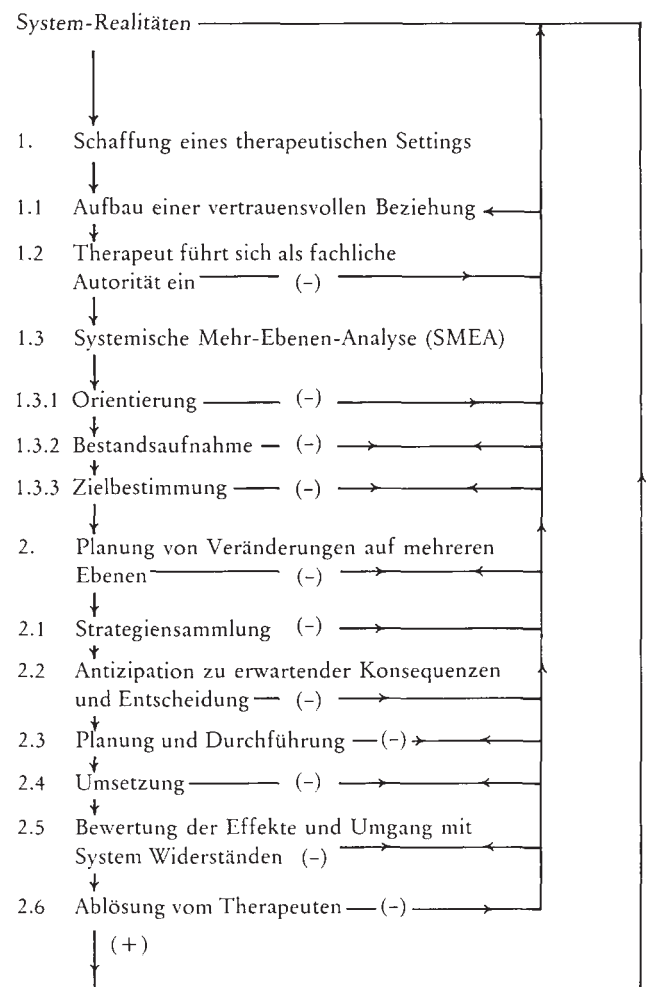 System-Realitäten
1. Schaffung eines therapeutischen Settings
1.1 Aufbau einer vertrauensvollen Beziehung
1.2 Therapeut führt sich als fachliche
Autorität ein (-)
1.3 Systemische Mehr-Ebenen-Analyse (SMEA)
1.3.1 Orientierung (-)
1.3.2 Bestandsaufnahme (-)
1.3.3 Zielbestimmung (-)
2. Planung von Veränderungen auf mehreren
Ebenen (-)
2.1 Strategiensammlung (-)
2.2 Antizipation zu erwartender Konsequenzen
und Entscheidung (-)
2.3 Planung und Durchführung (-)
2.4 Umsetzung (-)
2.5 Bewertung der Effekte und Umgang mit
System Widerständen (-)
2.6 Ablösung vom Therapeuten (-)
(+)